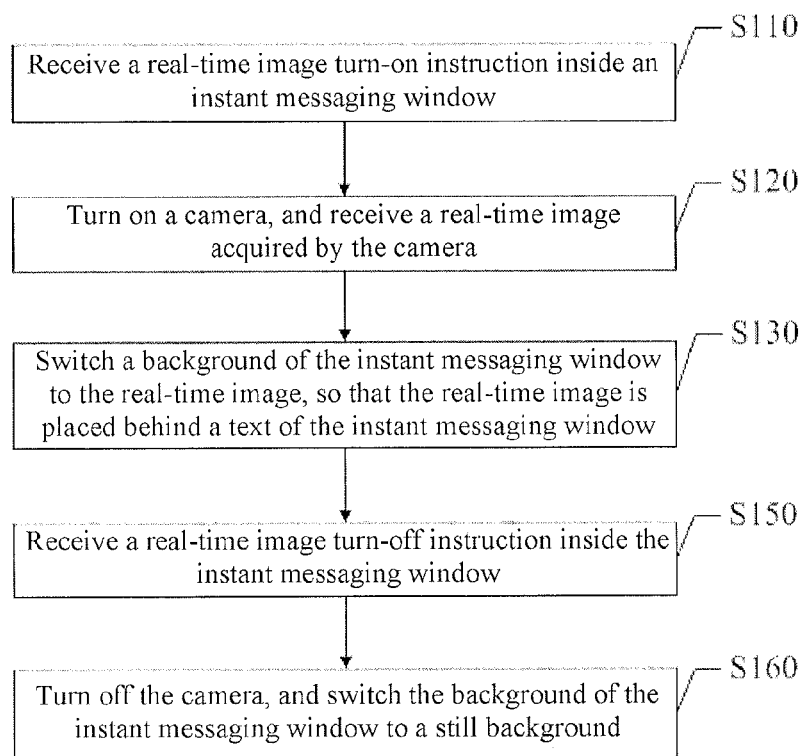 S110
Receive a real-time image turn-on instruction inside an
instant messaging window
S120
Turn on a camera, and receive a real-time image
acquired by the camera
S130
Switch a background of the instant messaging window
to the real-time image, so that the real-time image is
placed behind a text of the instant messaging window
S150
Receive a real-time image turn-off instruction inside the
instant messaging window
S160
Turn off the camera, and switch the background of the
instant messaging window to a still background